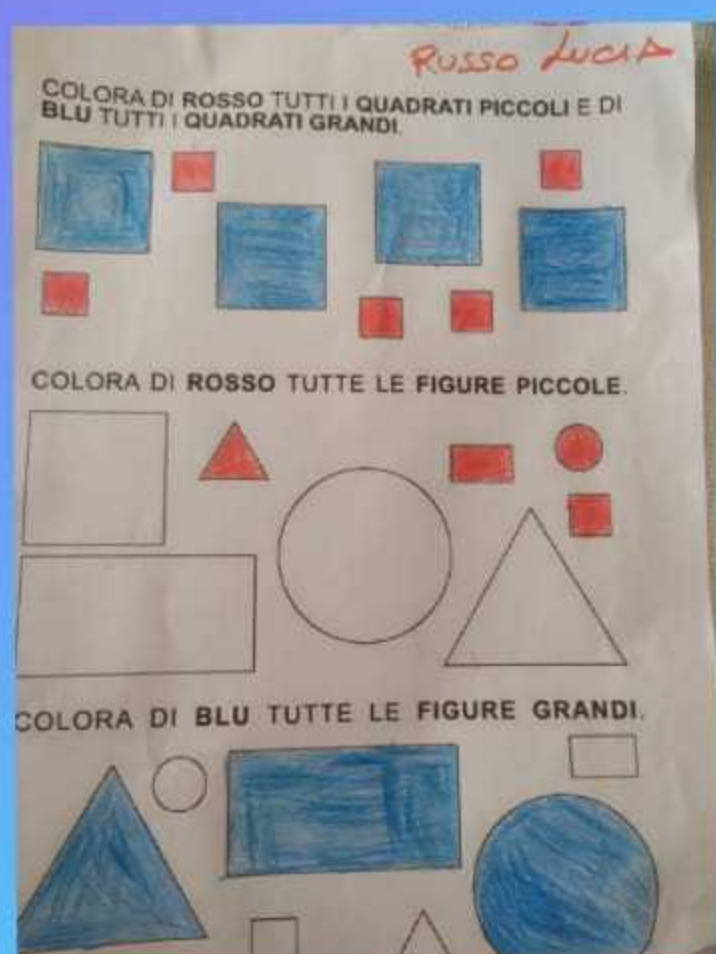 RUSSO LUCIA
COLORA DI ROSSO TUTTI I QUADRATI PICCOLI E DI
BLU TUTTI I QUADRATI GRANDI.
COLORA DI ROSSO TUTTE LE FIGURE PICCOLE.
COLORA DI BLU TUTTE LE FIGURE GRANDI.